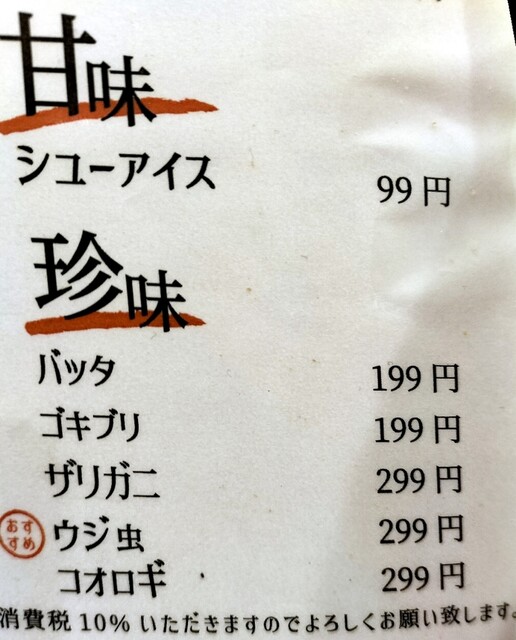 甘味
シューアイス 99円
珍味
バッタ 199円
ゴキブリ 199円
ザリガニ 299円
おすすめ ウジ虫 299円
コオロギ 299円
消費税10% いただきますのでよろしくお願い致します。